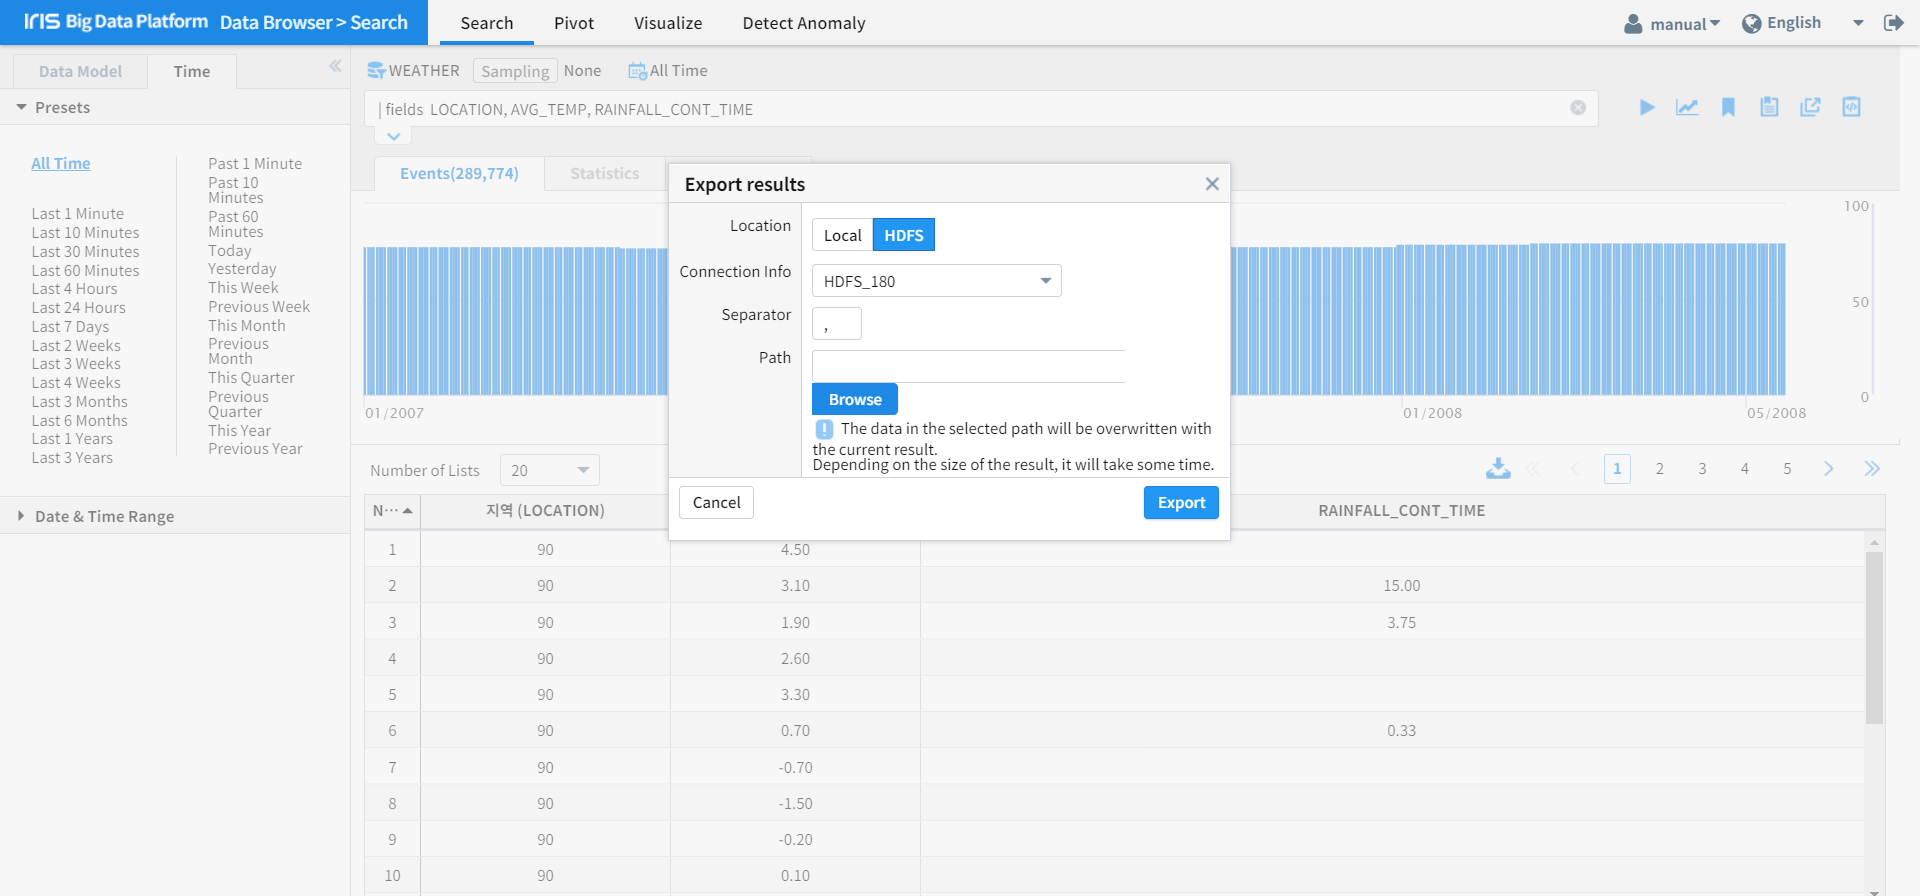 IRIS Big Data Platform Data Browser > Search
Search Pivot Visualize Detect Anomaly
manual English
Data Model Time
Presets
All Time
Last 1 Minute
Last 10 Minutes
Last 30 Minutes
Last 60 Minutes
Last 4 Hours
Last 24 Hours
Last 7 Days
Last 2 Weeks
Last 3 Weeks
Last 4 Weeks
Last 3 Months
Last 6 Months
Last 1 Years
Last 3 Years
Past 1 Minute
Past 10
Minutes
Past 60
Minutes
Today
Yesterday
This Week
Previous Week
This Month
Previous
Month
This Quarter
Previous
Quarter
This Year
Previous Year
Date & Time Range
WEATHER Sampling None All Time
| fields LOCATION, AVG_TEMP, RAINFALL_CONT_TIME
Events(289,774) Statistics
100
50
0
01/2007 01/2008 05/2008
Export results
Location Local HDFS
Connection Info HDFS_180
Separator ,
Path
Browse
! The data in the selected path will be overwritten with
the current result.
Depending on the size of the result, it will take some time.
Cancel Export
Number of Lists 20
1 2 3 4 5
N··· 지역 (LOCATION) RAINFALL_CONT_TIME
1 90 4.50
2 90 3.10 15.00
3 90 1.90 3.75
4 90 2.60
5 90 3.30
6 90 0.70 0.33
7 90 -0.70
8 90 -1.50
9 90 -0.20
10 90 0.10